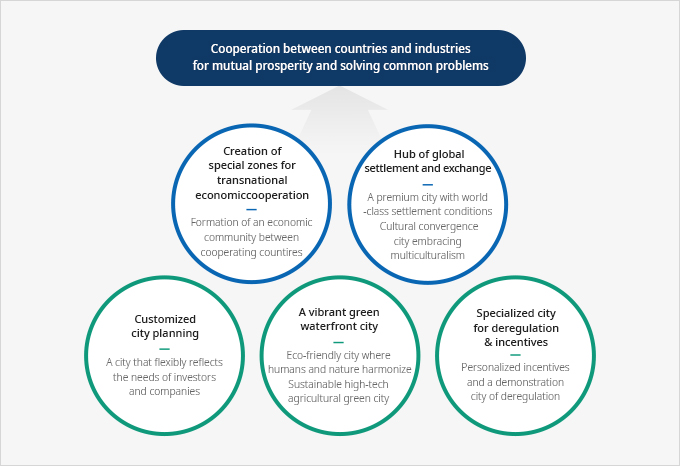 Cooperation between countries and industries
for mutual prosperity and solving common problems
Creation of
special zones for
transnational
economiccooperation
Formation of an economic
community between
cooperating countires
Hub of global
settlement and exchange
A premium city with world
-class settlement conditions
Cultural convergence
city embracing
multiculturalism
Customized
city planning
A city that flexibly reflects
the needs of investors
and companies
A vibrant green
waterfront city
Eco-friendly city where
humans and nature harmonize
Sustainable high-tech
agricultural green city
Specialized city
for deregulation
& incentives
Personalized incentives
and a demonstration
city of deregulation